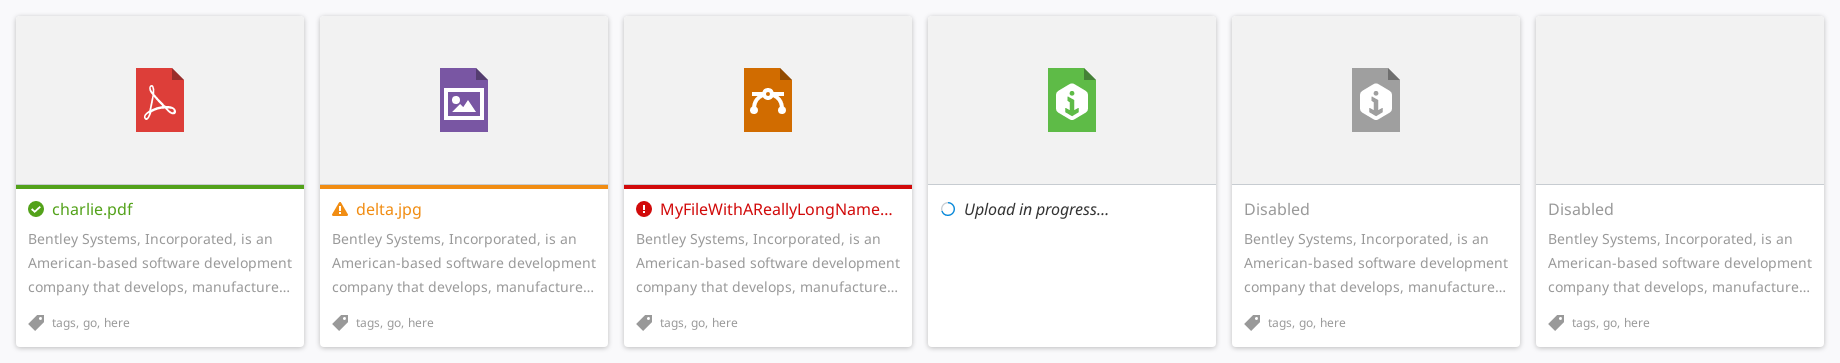 charlie.pdf
Bentley Systems, Incorporated, is an
American-based software development
company that develops, manufacture...
tags, go, here
delta.jpg
Bentley Systems, Incorporated, is an
American-based software development
company that develops, manufacture...
tags, go, here
MyFileWithAReallyLongName...
Bentley Systems, Incorporated, is an
American-based software development
company that develops, manufacture...
tags, go, here
Upload in progress...
Disabled
Bentley Systems, Incorporated, is an
American-based software development
company that develops, manufacture...
tags, go, here
Disabled
Bentley Systems, Incorporated, is an
American-based software development
company that develops, manufacture...
tags, go, here